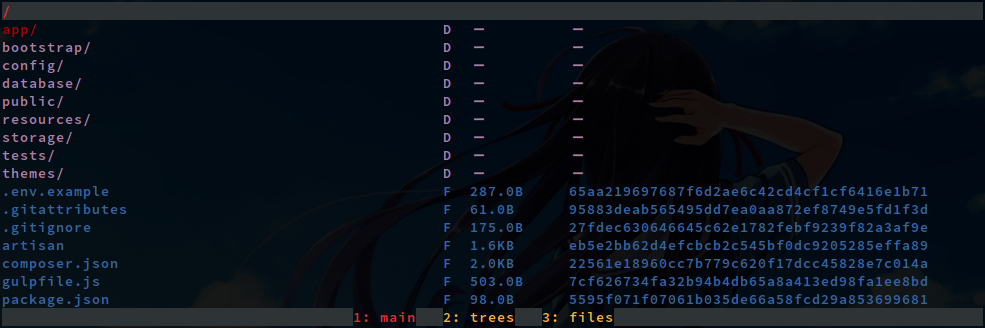 /
app/ D — —
bootstrap/ D — —
config/ D — —
database/ D — —
public/ D — —
resources/ D — —
storage/ D — —
tests/ D — —
themes/ D — —
.env.example F 287.0B 65aa219697687f6d2ae6c42cd4cf1cf6416e1b71
.gitattributes F 61.0B 95883deab565495dd7ea0aa872ef8749e5fd1f3d
.gitignore F 175.0B 27fdec630646645c62e1782febf9239f82a3af9e
artisan F 1.6KB eb5e2bb62d4efcbcb2c545bf0dc9205285effa89
composer.json F 2.0KB 22561e18960cc7b779c620f17dcc45828e7c014a
gulpfile.js F 503.0B 7cf626734fa32b94b4db65a8a413ed98fa1ee8bd
package.json F 98.0B 5595f071f07061b035de66a58fcd29a853699681
1: main 2: trees 3: files